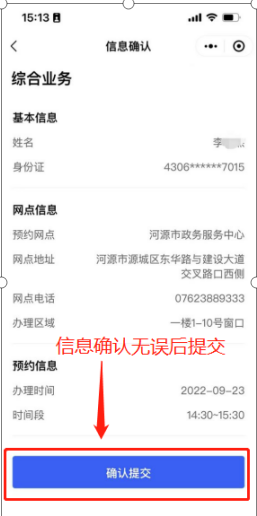 15:13
信息确认
综合业务
基本信息
姓名 李
身份证 4306******7015
网点信息
预约网点 河源市政务服务中心
网点地址 河源市源城区东华路与建设大道
交叉路口西侧
网点电话 07623889333
办理区域 一楼1-10号窗口
信息确认无误后提交
预约信息
办理时间 2022-09-23
时间段 14:30~15:30
确认提交